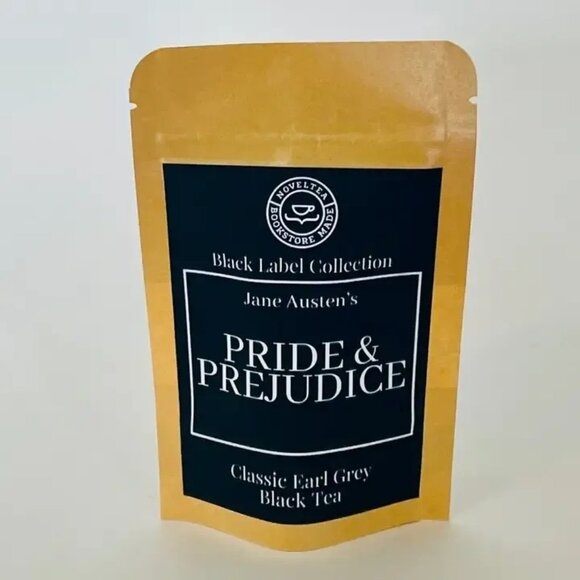 NOVELTEA
BOOKSTORE MADE
Black Label Collection
Jane Austen's
PRIDE &
PREJUDICE
Classic Earl Grey
Black Tea